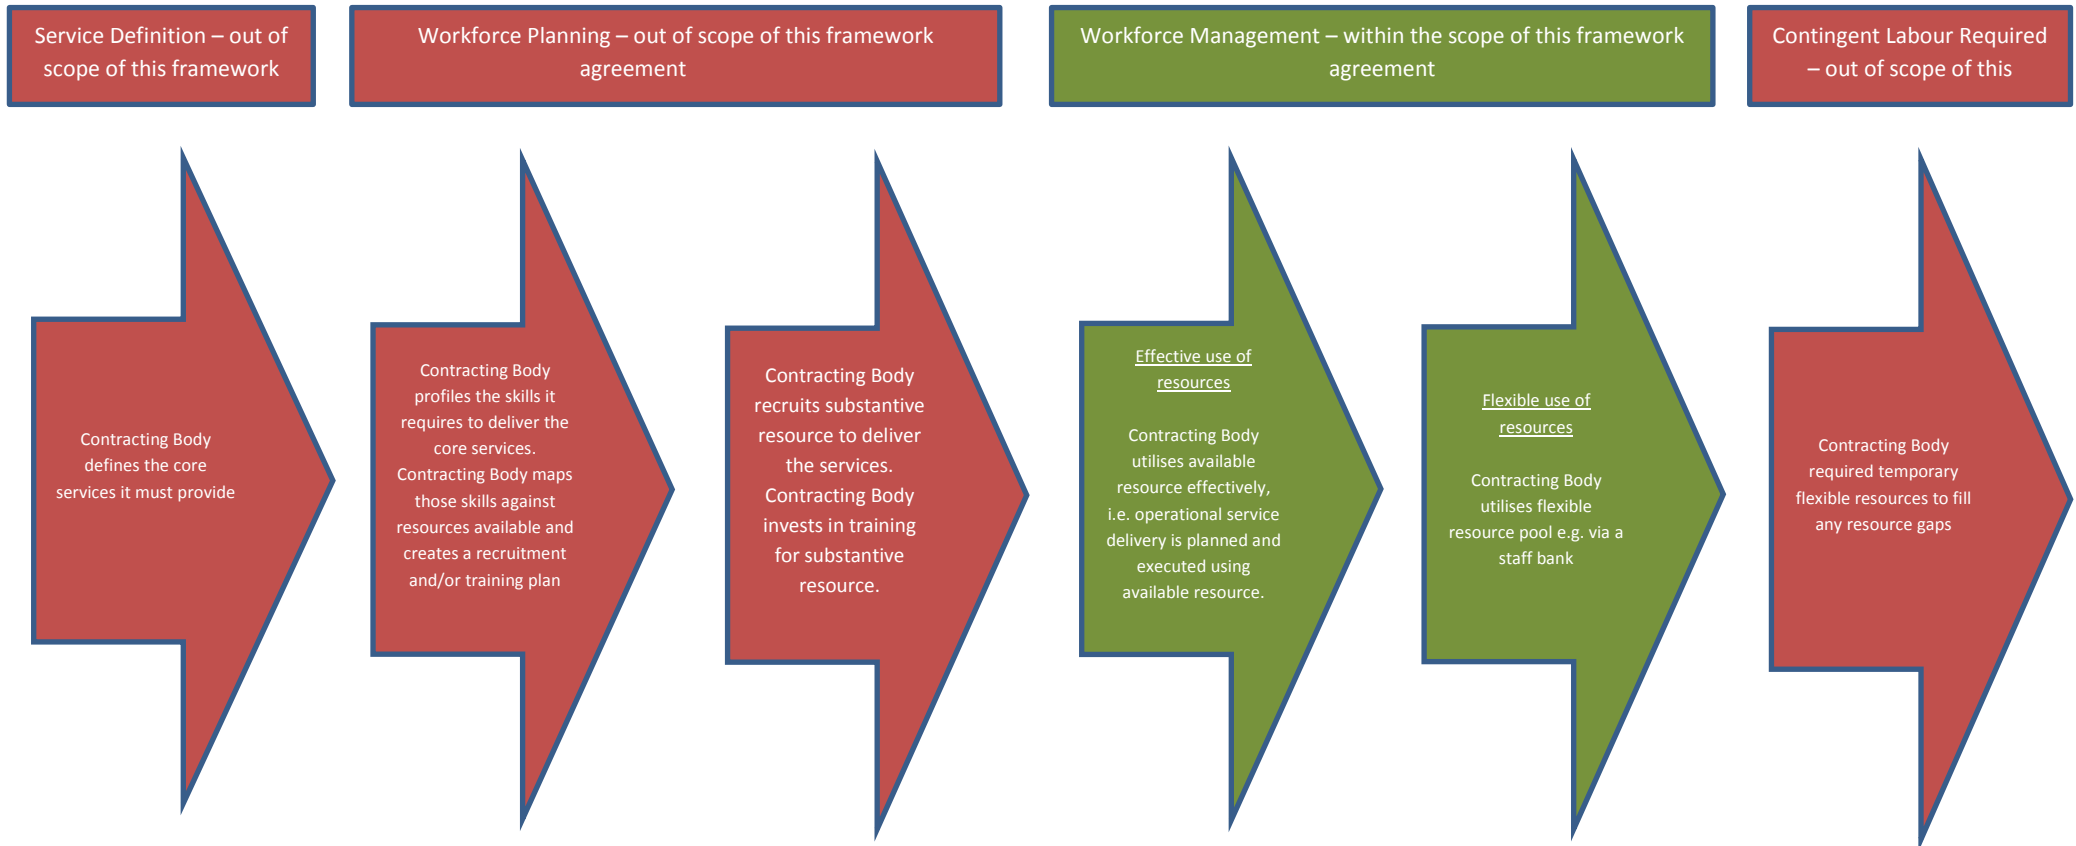 Service Definition – out of
scope of this framework
Workforce Planning – out of scope of this framework
agreement
Workforce Management – within the scope of this framework
agreement
Contingent Labour Required
– out of scope of this
Contracting Body
defines the core
services it must provide
Contracting Body
profiles the skills it
requires to deliver the
core services.
Contracting Body maps
those skills against
resources available and
creates a recruitment
and/or training plan
Contracting Body
recruits substantive
resource to deliver
the services.
Contracting Body
invests in training
for substantive
resource.
Effective use of
resources
Contracting Body
utilises available
resource effectively,
i.e. operational service
delivery is planned and
executed using
available resource.
Flexible use of
resources
Contracting Body
utilises flexible
resource pool e.g. via a
staff bank
Contracting Body
required temporary
flexible resources to fill
any resource gaps